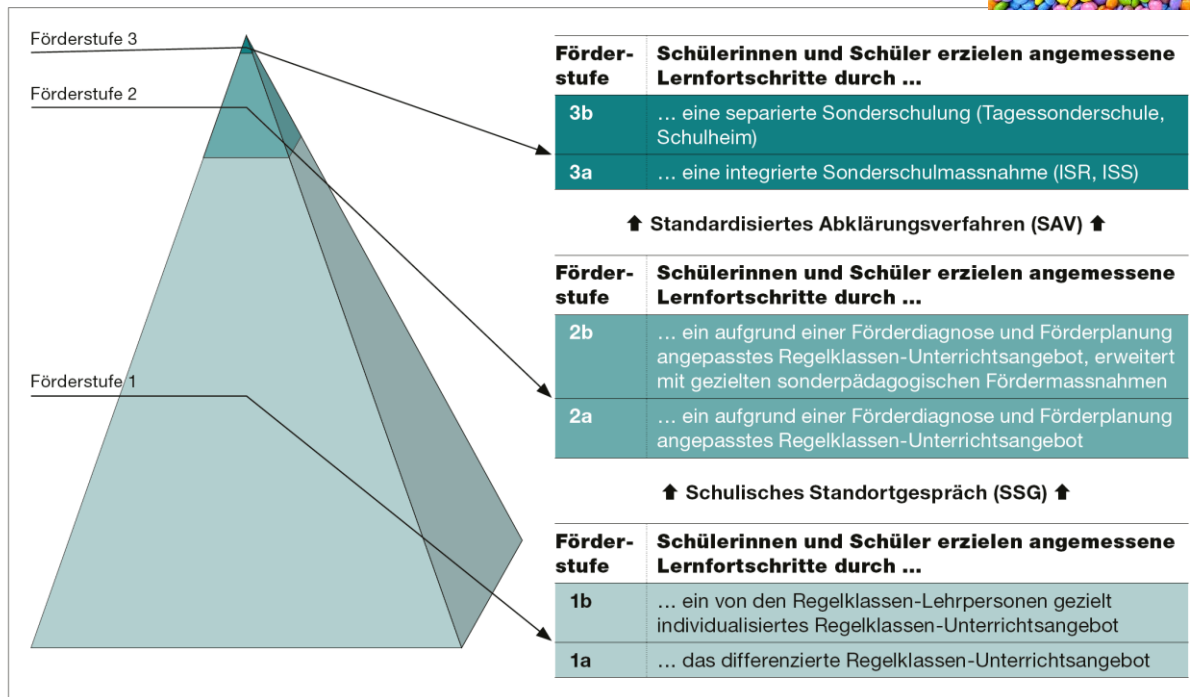 Förderstufe 3
Förderstufe 2
Förderstufe 1
Förder-
stufe
Schülerinnen und Schüler erzielen angemessene
Lernfortschritte durch ...
3b
... eine separierte Sonderschulung (Tagessonderschule,
Schulheim)
3a
... eine integrierte Sonderschulmassnahme (ISR, ISS)
Standardisiertes Abklärungsverfahren (SAV)
Förder-
stufe
Schülerinnen und Schüler erzielen angemessene
Lernfortschritte durch ...
2b
... ein aufgrund einer Förderdiagnose und Förderplanung
angepasstes Regelklassen-Unterrichtsangebot, erweitert
mit gezielten sonderpädagogischen Fördermassnahmen
2a
... ein aufgrund einer Förderdiagnose und Förderplanung
angepasstes Regelklassen-Unterrichtsangebot
Schulisches Standortgespräch (SSG)
Förder-
stufe
Schülerinnen und Schüler erzielen angemessene
Lernfortschritte durch ...
1b
... ein von den Regelklassen-Lehrpersonen gezielt
individualisiertes Regelklassen-Unterrichtsangebot
1a
... das differenzierte Regelklassen-Unterrichtsangebot